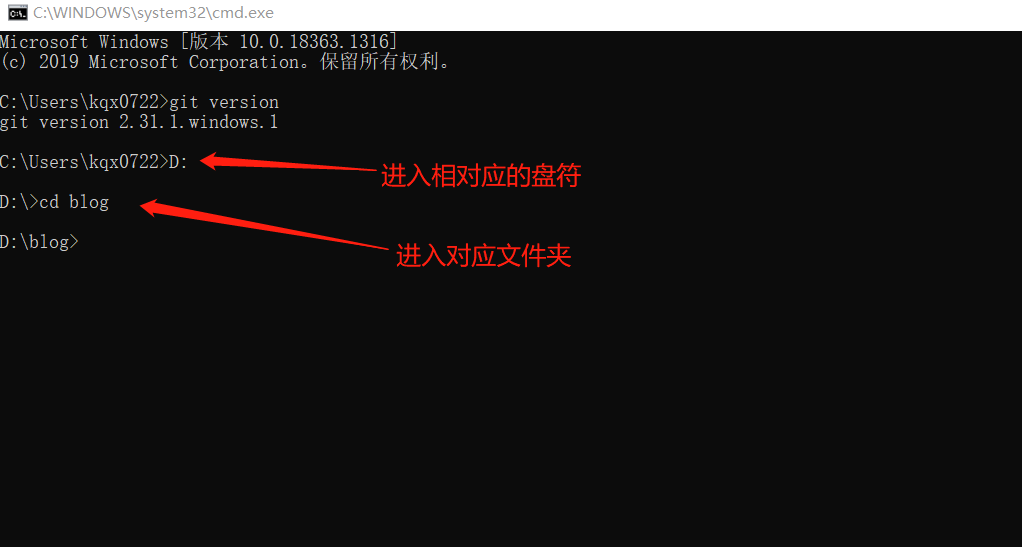 C:\WINDOWS\system32\cmd.exe
Microsoft Windows [版本 10.0.18363.1316]
(c) 2019 Microsoft Corporation。保留所有权利。
C:\Users\kqx0722>git version
git version 2.31.1.windows.1
C:\Users\kqx0722>D:
进入相对应的盘符
D:\>cd blog
D:\blog>
进入对应文件夹